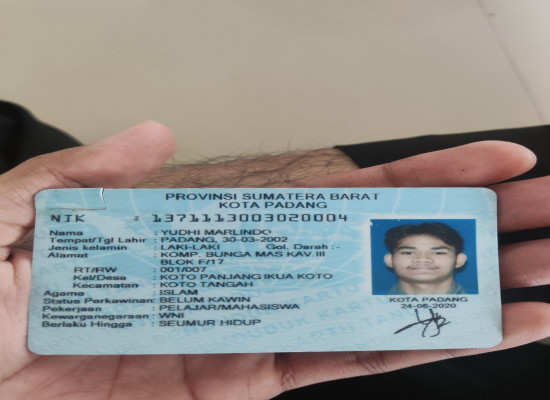 PROVINSI SUMATERA BARAT
KOTA PADANG
NIK : 1371113003020004
Nama : YUDHI MARLINDO
Tempat/Tgl Lahir : PADANG, 30-03-2002
Jenis kelamin : LAKI-LAKI Gol. Darah : -
Alamat : KOMP. BUNGA MAS KAV.III
BLOK F/17
RT/RW : 001/007
Kel/Desa : KOTO PANJANG IKUA KOTO
Kecamatan : KOTO TANGAH
Agama : ISLAM
Status Perkawinan: BELUM KAWIN
Pekerjaan : PELAJAR/MAHASISWA
Kewarganegaraan: WNI
Berlaku Hingga : SEUMUR HIDUP
KOTA PADANG
24-06-2020